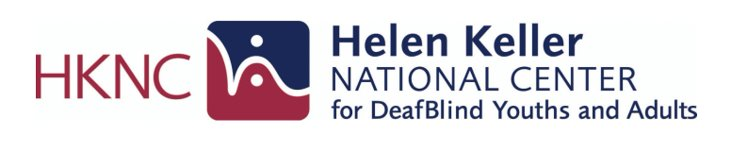 HKNC
Helen Keller
NATIONAL CENTER
for DeafBlind Youths and Adults